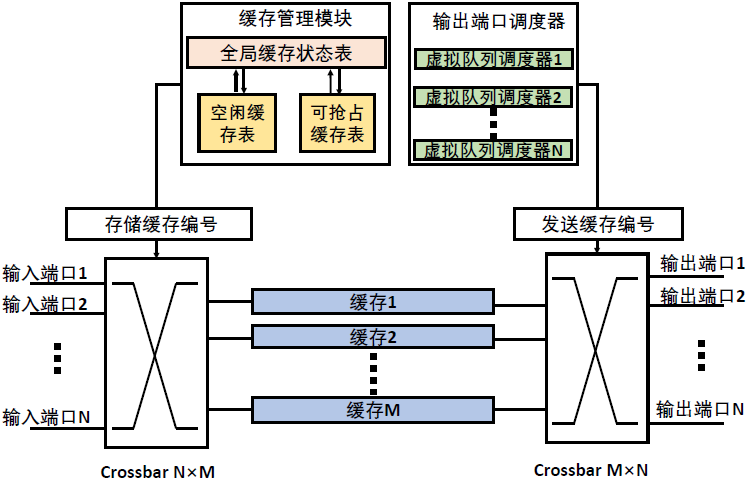 缓存管理模块
全局缓存状态表
空闲缓
存表
可抢占
缓存表
输出端口调度器
虚拟队列调度器1
虚拟队列调度器2
虚拟队列调度器N
存储缓存编号
发送缓存编号
输入端口1
输入端口2
输入端口N
缓存1
缓存2
缓存M
输出端口1
输出端口2
输出端口N
Crossbar N×M
Crossbar M×N